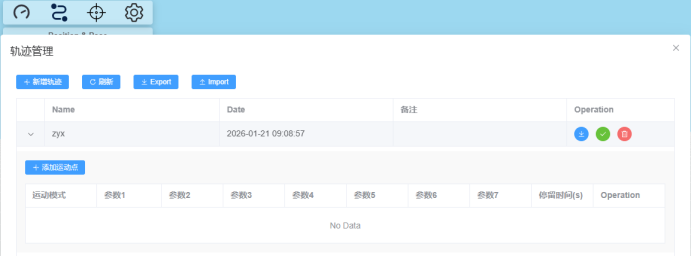 轨迹管理
+ 新增轨迹 刷新 Export Import
Name Date 备注 Operation
zyx 2026-01-21 09:08:57
+ 添加运动点
运动模式 参数1 参数2 参数3 参数4 参数5 参数6 参数7 停留时间(s) Operation
No Data